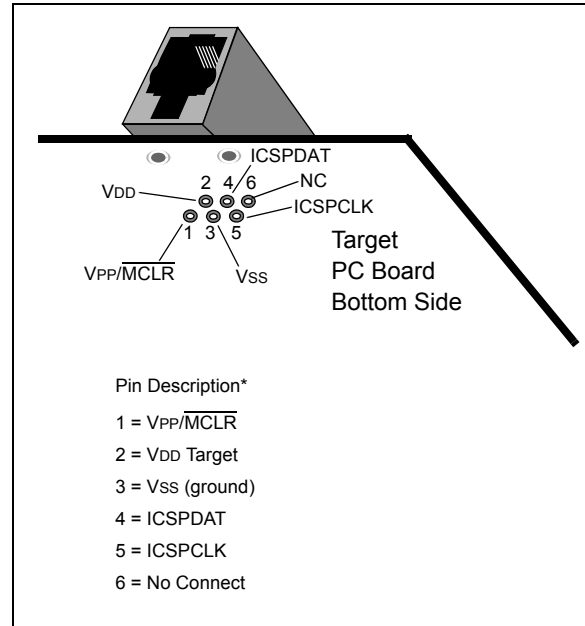 ICSPDAT
VDD
2 4 6
NC
ICSPCLK
1 3 5
VPP/MCLR
VSS
Target
PC Board
Bottom Side
Pin Description*
1 = VPP/MCLR
2 = VDD Target
3 = VSS (ground)
4 = ICSPDAT
5 = ICSPCLK
6 = No Connect